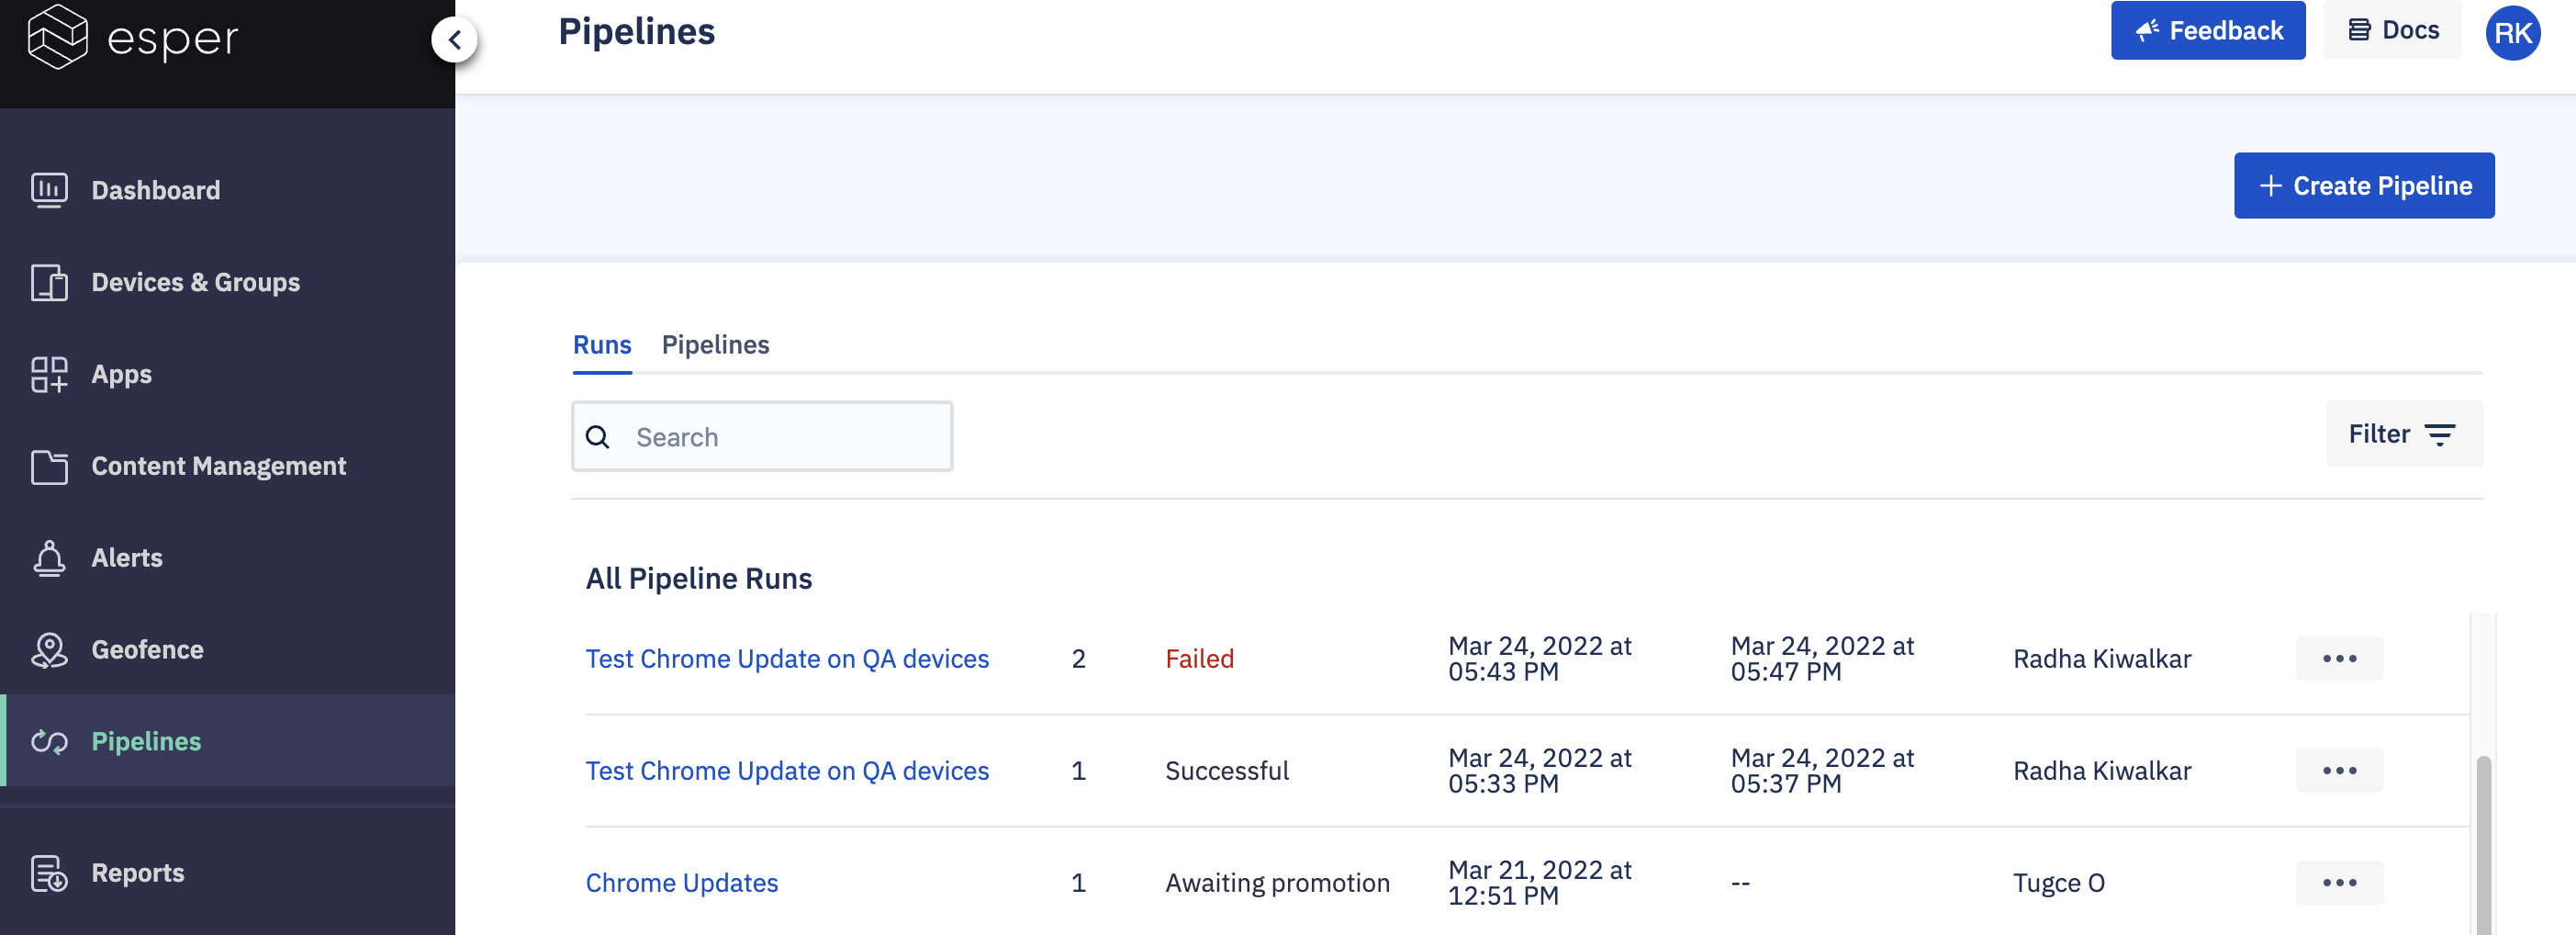 esper
Pipelines
Feedback
Docs
RK
Dashboard
Devices & Groups
Apps
Content Management
Alerts
Geofence
Pipelines
Reports
+ Create Pipeline
Runs Pipelines
Search
Filter
All Pipeline Runs
Test Chrome Update on QA devices 2 Failed Mar 24, 2022 at 05:43 PM Mar 24, 2022 at 05:47 PM Radha Kiwalkar •••
Test Chrome Update on QA devices 1 Successful Mar 24, 2022 at 05:33 PM Mar 24, 2022 at 05:37 PM Radha Kiwalkar •••
Chrome Updates 1 Awaiting promotion Mar 21, 2022 at 12:51 PM -- Tugce O •••